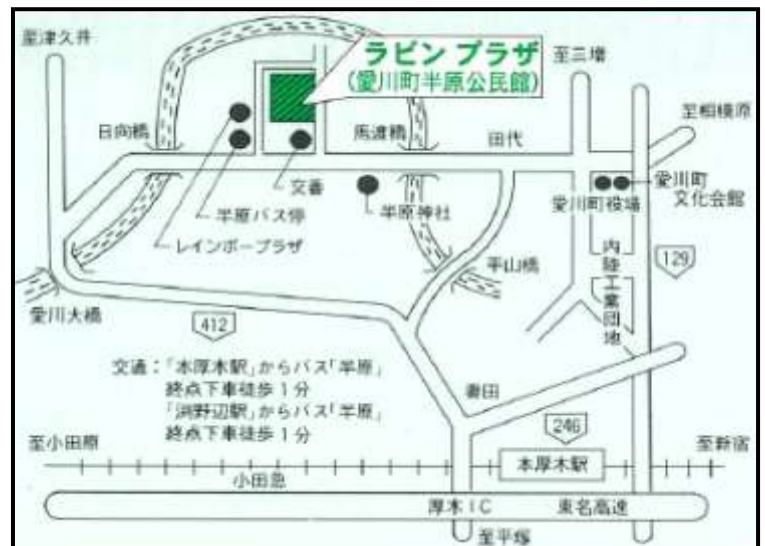 至津久井
ラビン プラザ
(愛川町半原公民館)
至三増
至相模原
日向橋
馬渡橋
田代
交番
半原バス停
レインボープラザ
半原神社
愛川町役場
愛川町
文化会館
内陸工業団地
129
平山橋
愛川大橋
412
交通:「本厚木駅」からバス「半原」
終点下車徒歩1分
「渕野辺駅」からバス「半原」
終点下車徒歩1分
妻田
246
至小田原
至新宿
本厚木駅
小田急
厚木IC
東名高速
至平塚